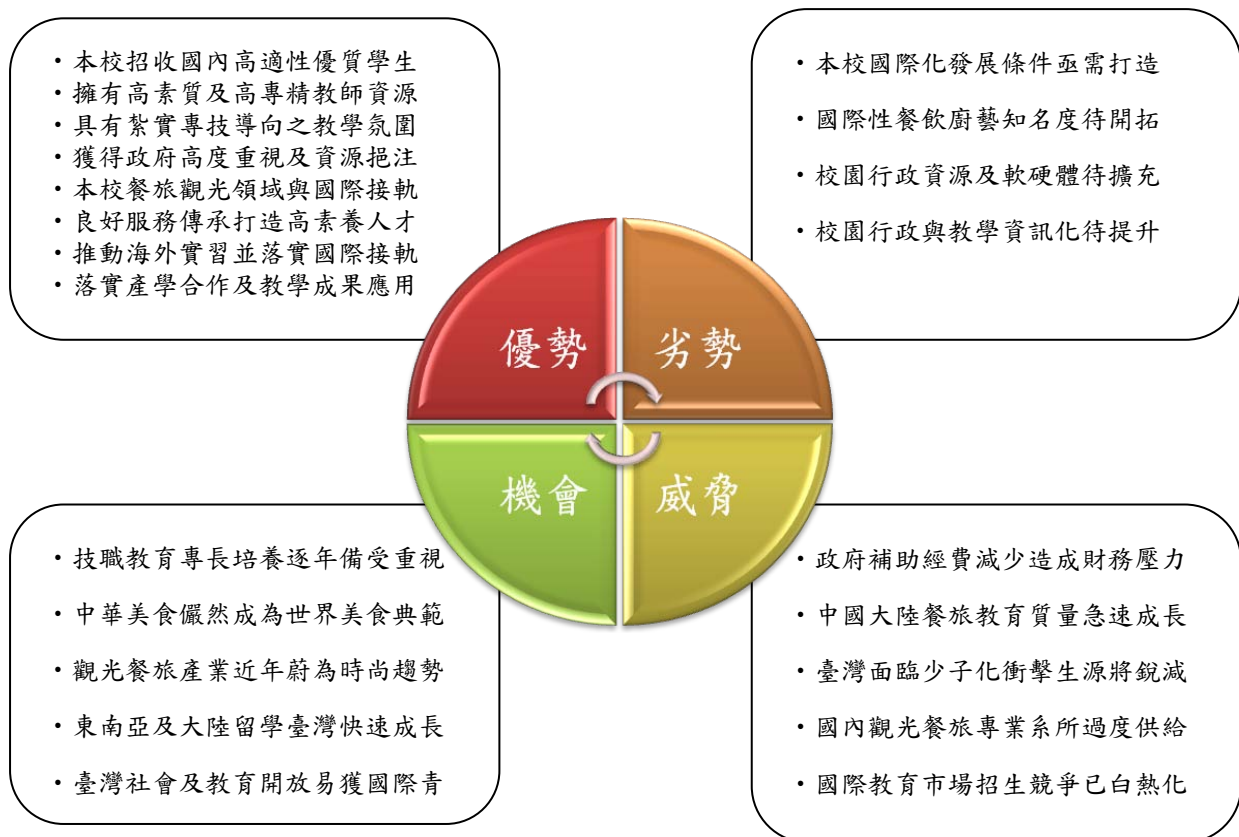 ・本校招收國內高適性優質學生
・擁有高素質及高專精教師資源
・具有紮實專技導向之教學氛圍
・獲得政府高度重視及資源挹注
・本校餐旅觀光領域與國際接軌
・良好服務傳承打造高素養人才
・推動海外實習並落實國際接軌
・落實產學合作及教學成果應用
・本校國際化發展條件亟需打造
・國際性餐飲廚藝知名度待開拓
・校園行政資源及軟硬體待擴充
・校園行政與教學資訊化待提升
優勢
劣勢
機會
威脅
・技職教育專長培養逐年備受重視
・中華美食儼然成為世界美食典範
・觀光餐旅產業近年蔚為時尚趨勢
・東南亞及大陸留學臺灣快速成長
・臺灣社會及教育開放易獲國際青
・政府補助經費減少造成財務壓力
・中國大陸餐旅教育質量急速成長
・臺灣面臨少子化衝擊生源將銳減
・國內觀光餐旅專業系所過度供給
・國際教育市場招生競爭已白熱化